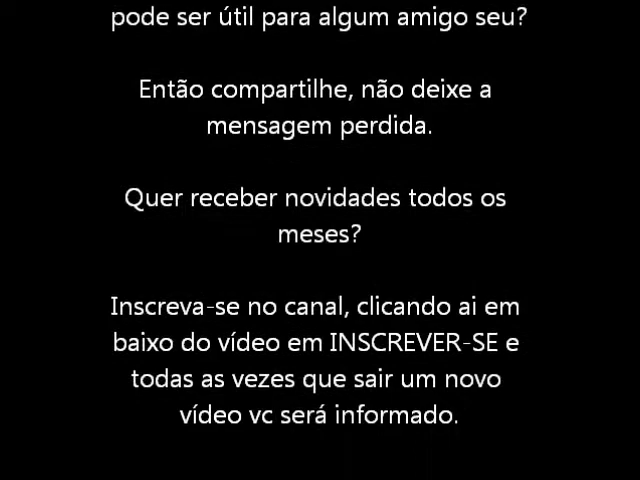 pode ser útil para algum amigo seu?
Então compartilhe, não deixe a
mensagem perdida.
Quer receber novidades todos os
meses?
Inscreva-se no canal, clicando ai em
baixo do vídeo em INSCREVER-SE e
todas as vezes que sair um novo
vídeo vc será informado.